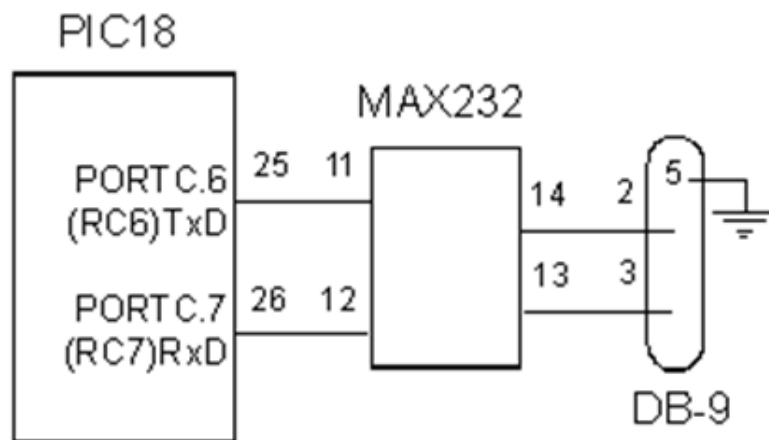 PIC18
MAX232
PORTC.6
(RC6)TxD
25
11
14
2
5
PORTC.7
(RC7)RxD
26
12
13
3
DB-9